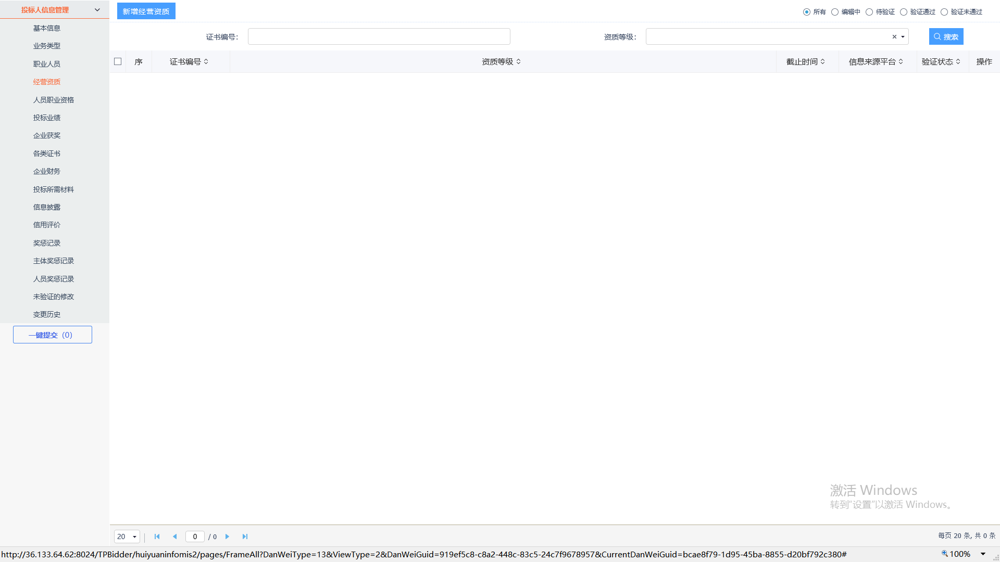 投标人信息管理
基本信息
业务类型
职业人员
经营资质
人员职业资格
投标业绩
企业获奖
各类证书
企业财务
投标所需材料
信息披露
信用评价
奖惩记录
主体奖惩记录
人员奖惩记录
未验证的修改
变更历史
一键提交（0）
新增经营资质
所有 编辑中 待验证 验证通过 验证未通过
证书编号： 资质等级： 搜索
序 证书编号 资质等级 截止时间 信息来源平台 验证状态 操作
激活 Windows
转到“设置”以激活 Windows。
20 0 / 0 每页 20 条, 共 0 条
http://36.133.64.62:8024/TPBidder/huiyuaninfomis2/pages/FrameAll?DanWeiType=13&ViewType=2&DanWeiGuid=919ef5c8-c8a2-448c-83c5-24c7f9678957&CurrentDanWeiGuid=bcae8f79-1d95-45ba-8855-d20bf792c380# 100%